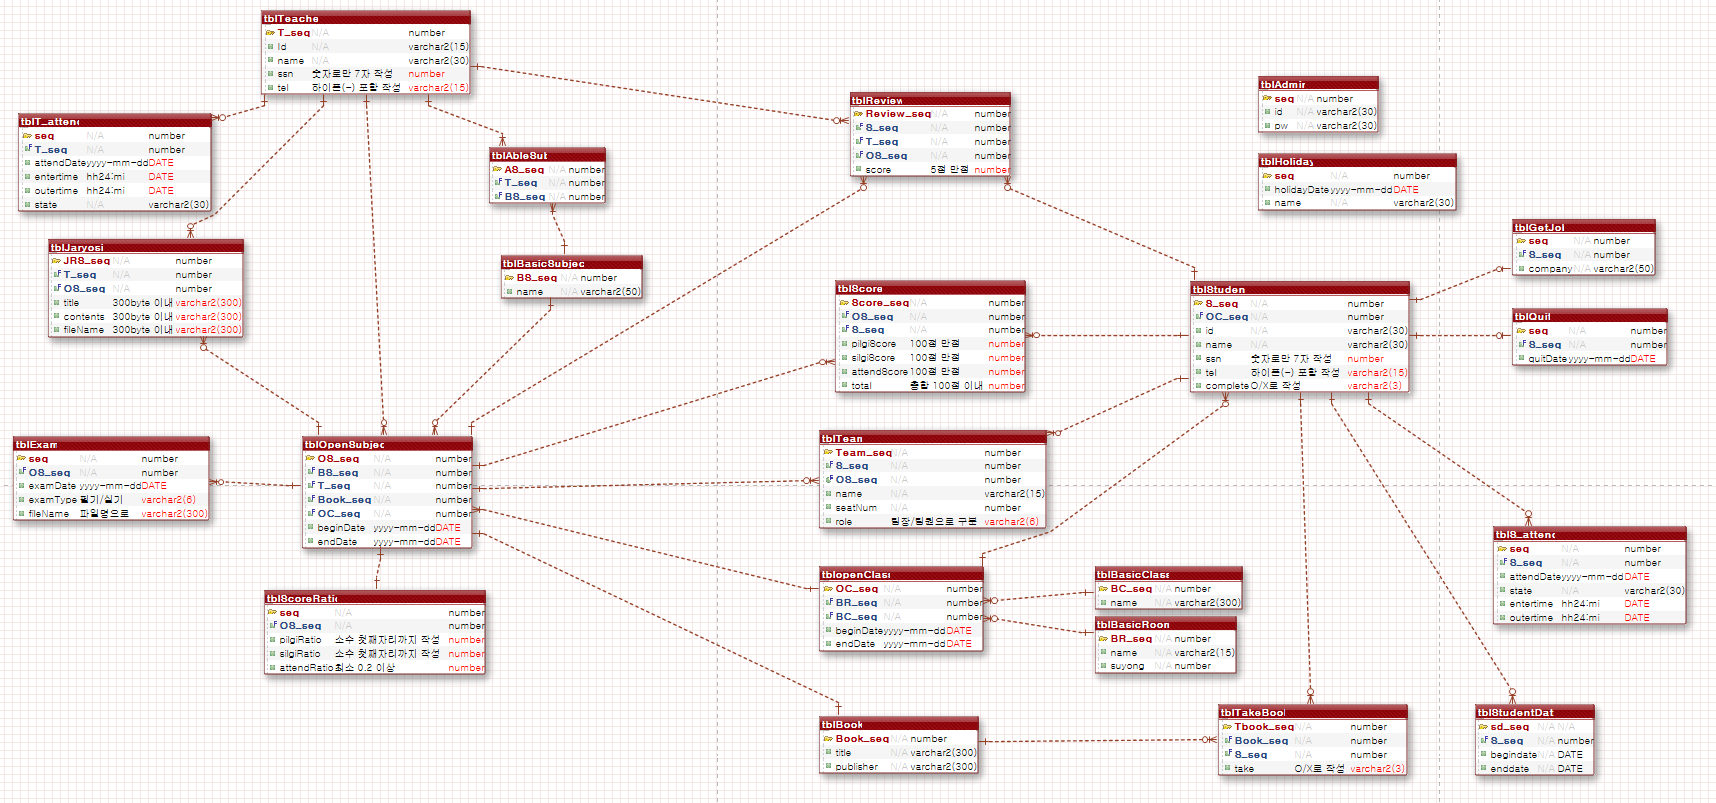 tblTeache
T_seq N/A number
id N/A varchar2(15)
name N/A varchar2(30)
ssn 숫자로만 7자 작성 number
tel 하이픈(-) 포함 작성 varchar2(15)
tblT_attend
seq N/A number
T_seq N/A number
attendDate yyyy-mm-dd DATE
entertime hh24:mi DATE
outertime hh24:mi DATE
state N/A varchar2(30)
tblAbleSub
AS_seq N/A number
T_seq N/A number
BS_seq N/A number
tblReview
Review_seq N/A number
S_seq N/A number
T_seq N/A number
OS_seq N/A number
score 5점 만점 number
tblAdmin
seq N/A number
id N/A varchar2(30)
pw N/A varchar2(30)
tblHoliday
seq N/A number
holidayDate yyyy-mm-dd DATE
name N/A varchar2(30)
tblJaryosi
JRS_seq N/A number
T_seq N/A number
OS_seq N/A number
title 300byte 이내 varchar2(300)
contents 300byte 이내 varchar2(300)
fileName 300byte 이내 varchar2(300)
tblBasicSubjec
BS_seq N/A number
name N/A varchar2(50)
tblScore
Score_seq N/A number
OS_seq N/A number
S_seq N/A number
pilgiScore 100점 만점 number
silgiScore 100점 만점 number
attendScore 100점 만점 number
total 총합 100점 이내 number
tblStuden
S_seq N/A number
OC_seq N/A number
id N/A varchar2(30)
name N/A varchar2(30)
ssn 숫자로만 7자 작성 number
tel 하이픈(-) 포함 작성 varchar2(15)
complete O/X로 작성 varchar2(3)
tblGetJol
seq N/A number
S_seq N/A number
company N/A varchar2(50)
tblQuit
seq N/A number
S_seq N/A number
quitDate yyyy-mm-dd DATE
tblExam
seq N/A number
OS_seq N/A number
examDate yyyy-mm-dd DATE
examType 필기/실기 varchar2(6)
fileName 파일명으로 varchar2(300)
tblOpenSubjec
OS_seq N/A number
BS_seq N/A number
T_seq N/A number
Book_seq N/A number
OC_seq N/A number
beginDate yyyy-mm-dd DATE
endDate yyyy-mm-dd DATE
tblTean
Team_seq N/A number
S_seq N/A number
OS_seq N/A number
name N/A varchar2(15)
seatNum N/A number
role 팀장/팀원으로 구분 varchar2(6)
tblS_attend
seq N/A number
S_seq N/A number
attendDate yyyy-mm-dd DATE
state N/A varchar2(30)
entertime hh24:mi DATE
outertime hh24:mi DATE
tblScoreRatio
seq N/A number
OS_seq N/A number
pilgiRatio 소수 첫째자리까지 작성 number
silgiRatio 소수 첫째자리까지 작성 number
attendRatio 최소 0.2 이상 number
tblopenClass
OC_seq N/A number
BR_seq N/A number
BC_seq N/A number
beginDate yyyy-mm-dd DATE
endDate yyyy-mm-dd DATE
tblBasicClass
BC_seq N/A number
name N/A varchar2(300)
tblBasicRoon
BR_seq N/A number
name N/A varchar2(15)
suyong N/A number
tblBook
Book_seq N/A number
title N/A varchar2(300)
publisher N/A varchar2(300)
tblTakeBool
Tbook_seq N/A number
Book_seq N/A number
S_seq N/A number
take O/X로 작성 varchar2(3)
tblStudentDat
sd_seq N/A N/A
S_seq N/A number
begindate N/A DATE
enddate N/A DATE